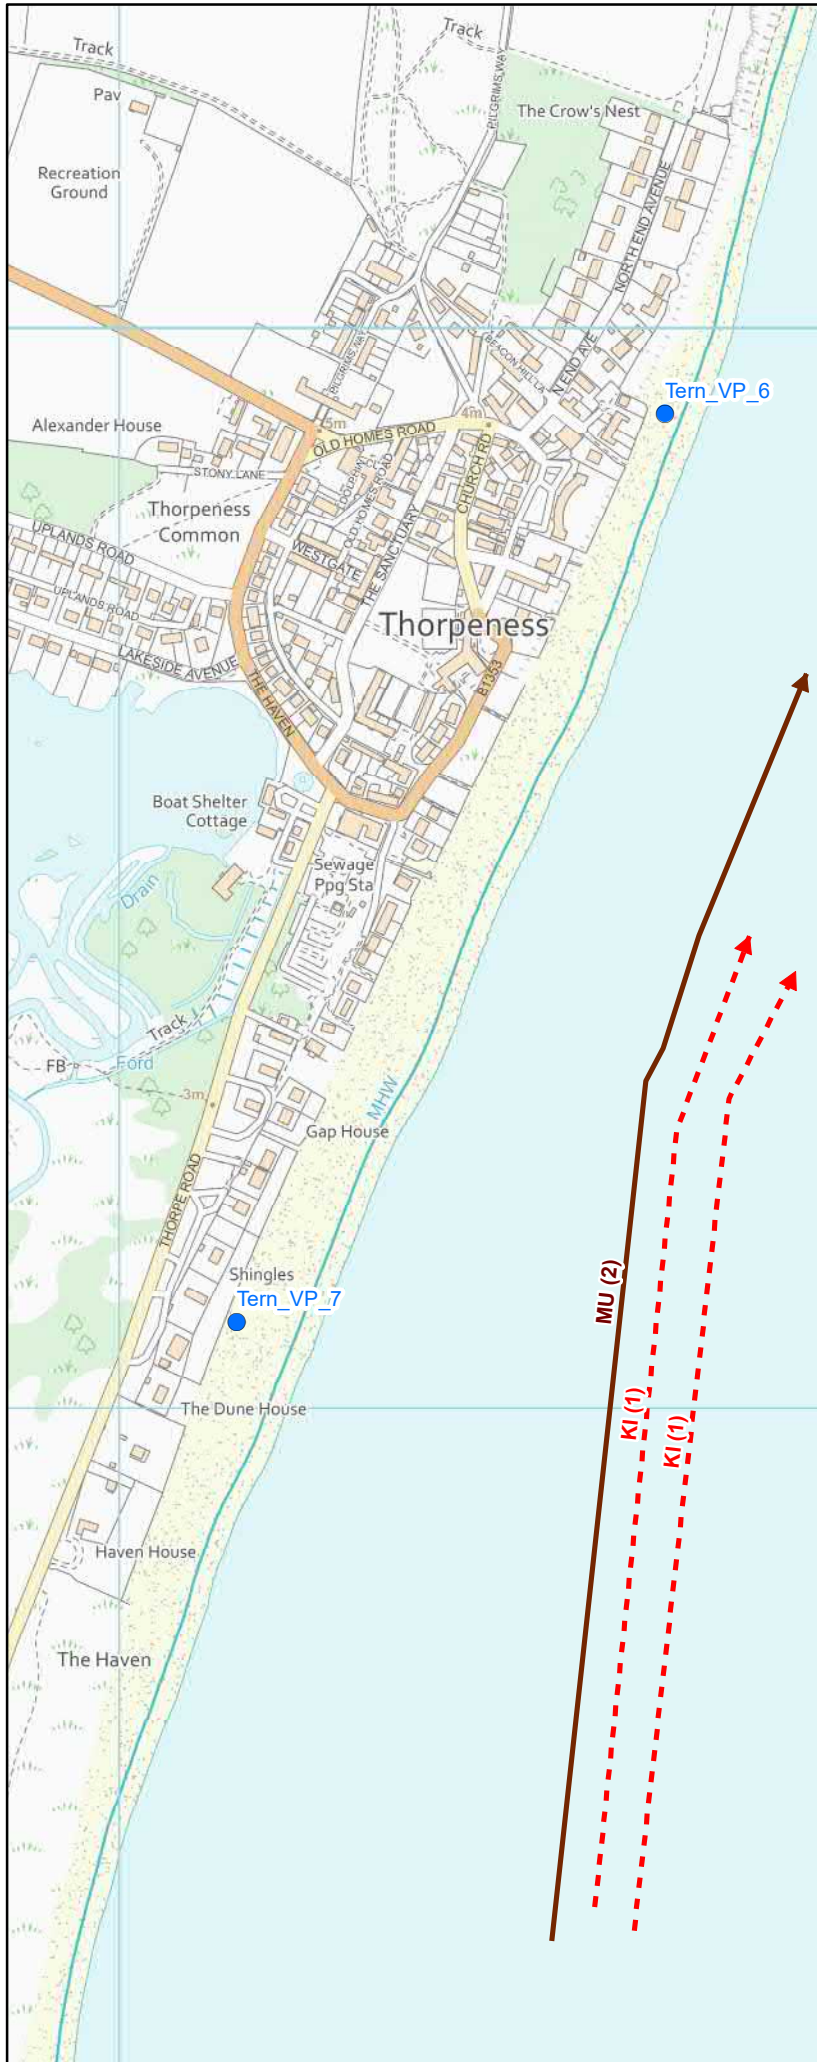 Track
Track
Pav
PILGRIMS WAY
The Crow's Nest
Recreation
Ground
NORTH END AVENUE
PILGRIMS WAY
BEACON HILL LA
N END AVE
Tern_VP_6
Alexander House
5m
4m
OLD HOMES ROAD
CHURCH RD
STONY LANE
DOLPHIN CL
OLD HOMES ROAD
Thorpeness
Common
UPLANDS ROAD
WESTGATE
THE SANCTUARY
UPLANDS ROAD
Thorpeness
LAKESIDE AVENUE
THE HAVEN
B1353
Boat Shelter
Cottage
Sewage
Ppg Sta
Drain
Track
FB
Ford
3m
MHW
Gap House
THORPE ROAD
Shingles
Tern_VP_7
MU (2)
The Dune House
KI (1)
KI (1)
Haven House
The Haven